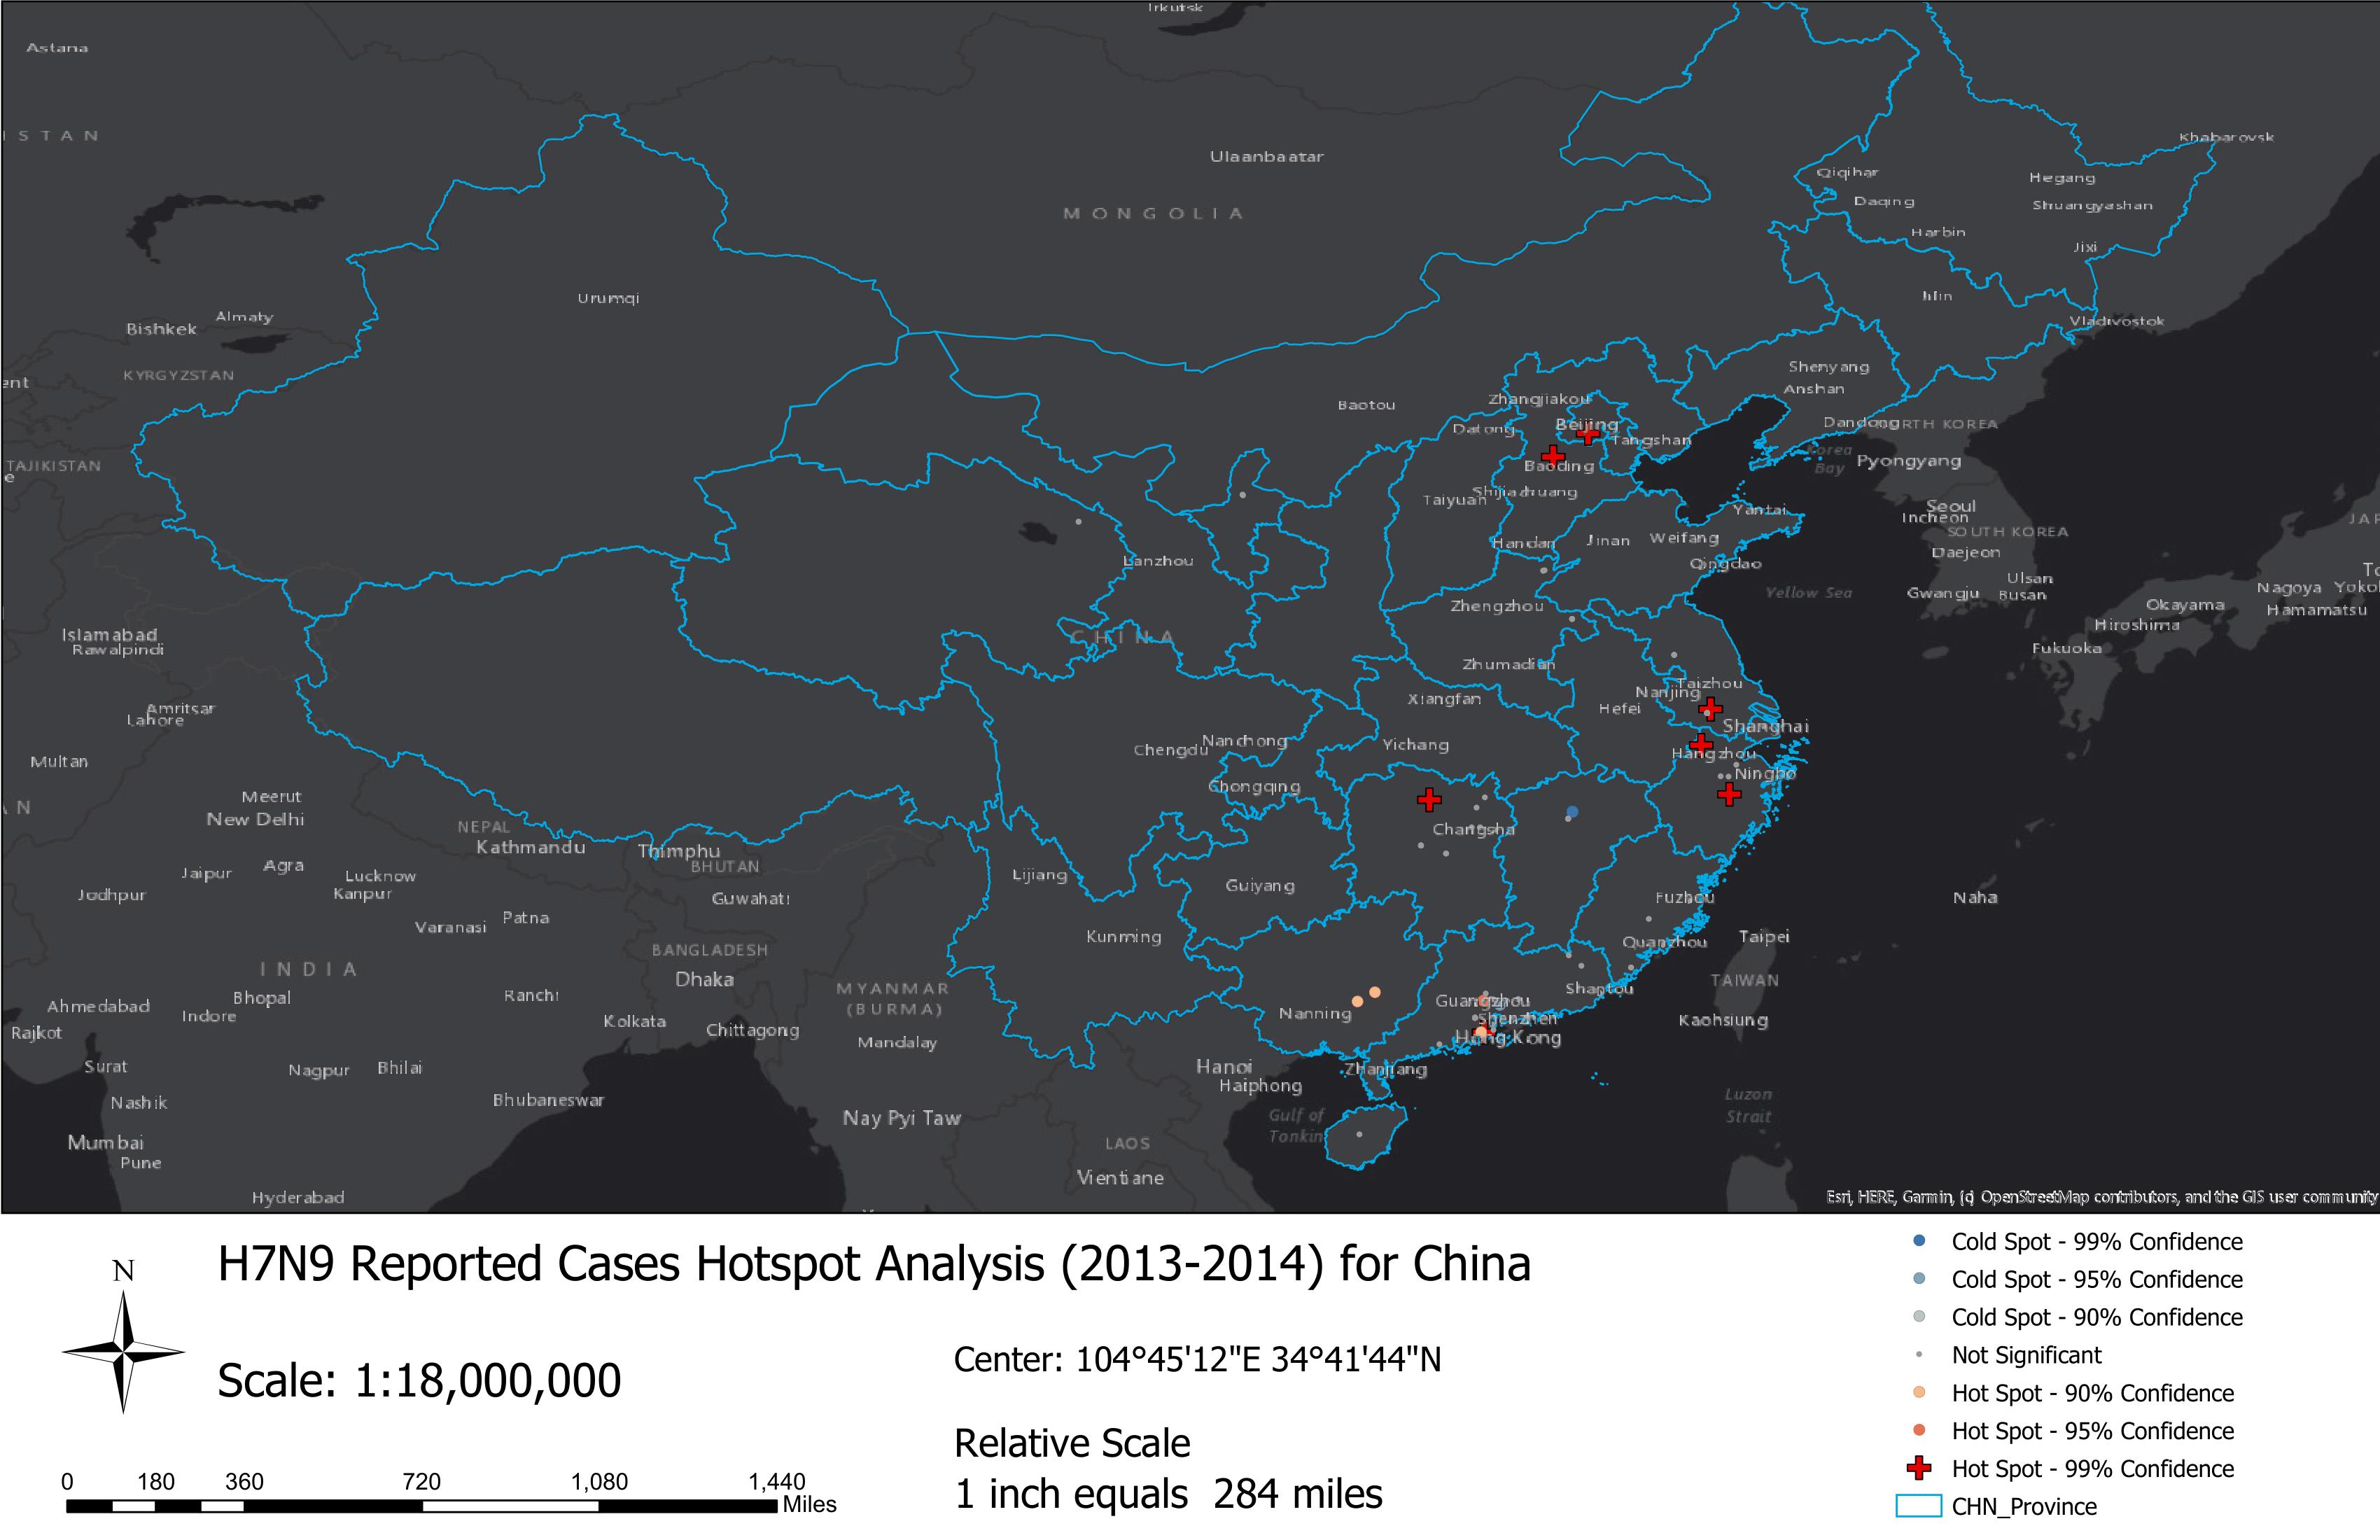 Irkutsk
Astana
I S T A N
Khabarovsk
Ulaanbaatar
Qiqihar
Hegang
Daqing
Shuangyashan
M O N G O L I A
Harbin
Jixi
Urumqi
Jilin
Almaty
Vladivostok
Bishkek
Shenyang
KYRGYZSTAN
ent
Anshan
Zhangjiakou
Baotou
Beijing
Dandong
NORTH KOREA
Datong
Tangshan
Korea
Bay
Pyongyang
TAJIKISTAN
e
Baoding
Shijiazhuang
Taiyuan
Yantai
Seoul
Incheon
JAP
SOUTH KOREA
Handan
Jinan
Weifang
Daejeon
Lanzhou
Qingdao
To
Ulsan
Nagoya
Yoko
Yellow Sea
Gwangju
Busan
Zhengzhou
Okayama
Hamamatsu
Hiroshima
Islamabad
Rawalpindi
C H I N A
Fukuoka
Zhumadian
Taizhou
Nanjing
Xiangfan
Hefei
Amritsar
Lahore
Shanghai
Nanchong
Yichang
Chengdu
Hangzhou
Multan
Ningbo
Chongqing
Meerut
A N
New Delhi
NEPAL
Changsha
Kathmandu
Thimphu
BHUTAN
Agra
Jaipur
Lucknow
Lijiang
Guiyang
Jodhpur
Kanpur
Guwahati
Fuzhou
Naha
Patna
Varanasi
Kunming
Quanzhou
Taipei
BANGLADESH
I N D I A
Dhaka
TAIWAN
MYANMAR
(BURMA)
Shantou
Ranchi
Bhopal
Guangzhou
Ahmedabad
Indore
Nanning
Shenzhen
Kolkata
Kaohsiung
Rajkot
Chittagong
Hong Kong
Mandalay
Surat
Nagpur
Bhilai
Hanoi
Zhanjiang
Haiphong
Luzon
Strait
Nashik
Bhubaneswar
Gulf of
Tonkin
Nay Pyi Taw
Mumbai
LAOS
Pune
Vientiane
Hyderabad
Esri, HERE, Garmin, (c) OpenStreetMap contributors, and the GIS user community
N
H7N9 Reported Cases Hotspot Analysis (2013-2014) for China
Scale: 1:18,000,000
Center: 104°45'12"E 34°41'44"N
Relative Scale
1 inch equals 284 miles
0 180 360 720 1,080 1,440
Miles
Cold Spot - 99% Confidence
Cold Spot - 95% Confidence
Cold Spot - 90% Confidence
Not Significant
Hot Spot - 90% Confidence
Hot Spot - 95% Confidence
Hot Spot - 99% Confidence
CHN_Province